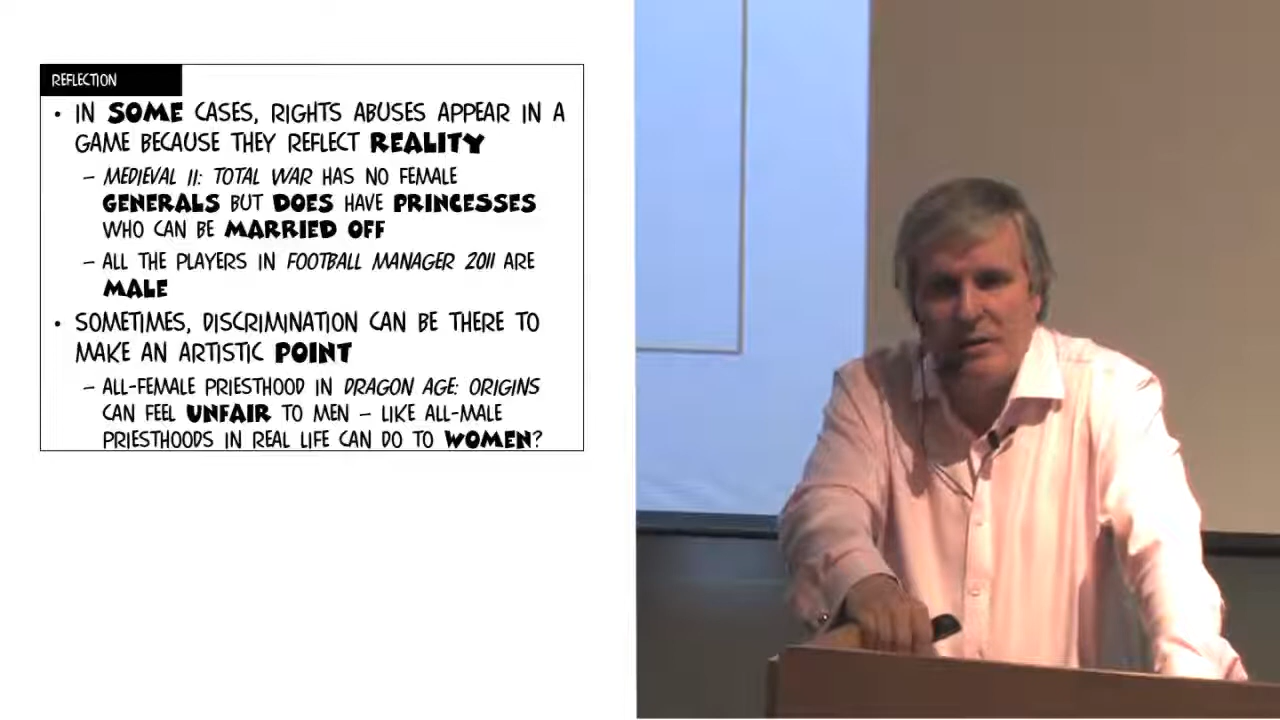 REFLECTION
• IN SOME CASES, RIGHTS ABUSES APPEAR IN A
GAME BECAUSE THEY REFLECT REALITY
– MEDIEVAL II: TOTAL WAR HAS NO FEMALE
GENERALS BUT DOES HAVE PRINCESSES
WHO CAN BE MARRIED OFF
– ALL THE PLAYERS IN FOOTBALL MANAGER 2011 ARE
MALE
• SOMETIMES, DISCRIMINATION CAN BE THERE TO
MAKE AN ARTISTIC POINT
– ALL-FEMALE PRIESTHOOD IN DRAGON AGE: ORIGINS
CAN FEEL UNFAIR TO MEN – LIKE ALL-MALE
PRIESTHOODS IN REAL LIFE CAN DO TO WOMEN?